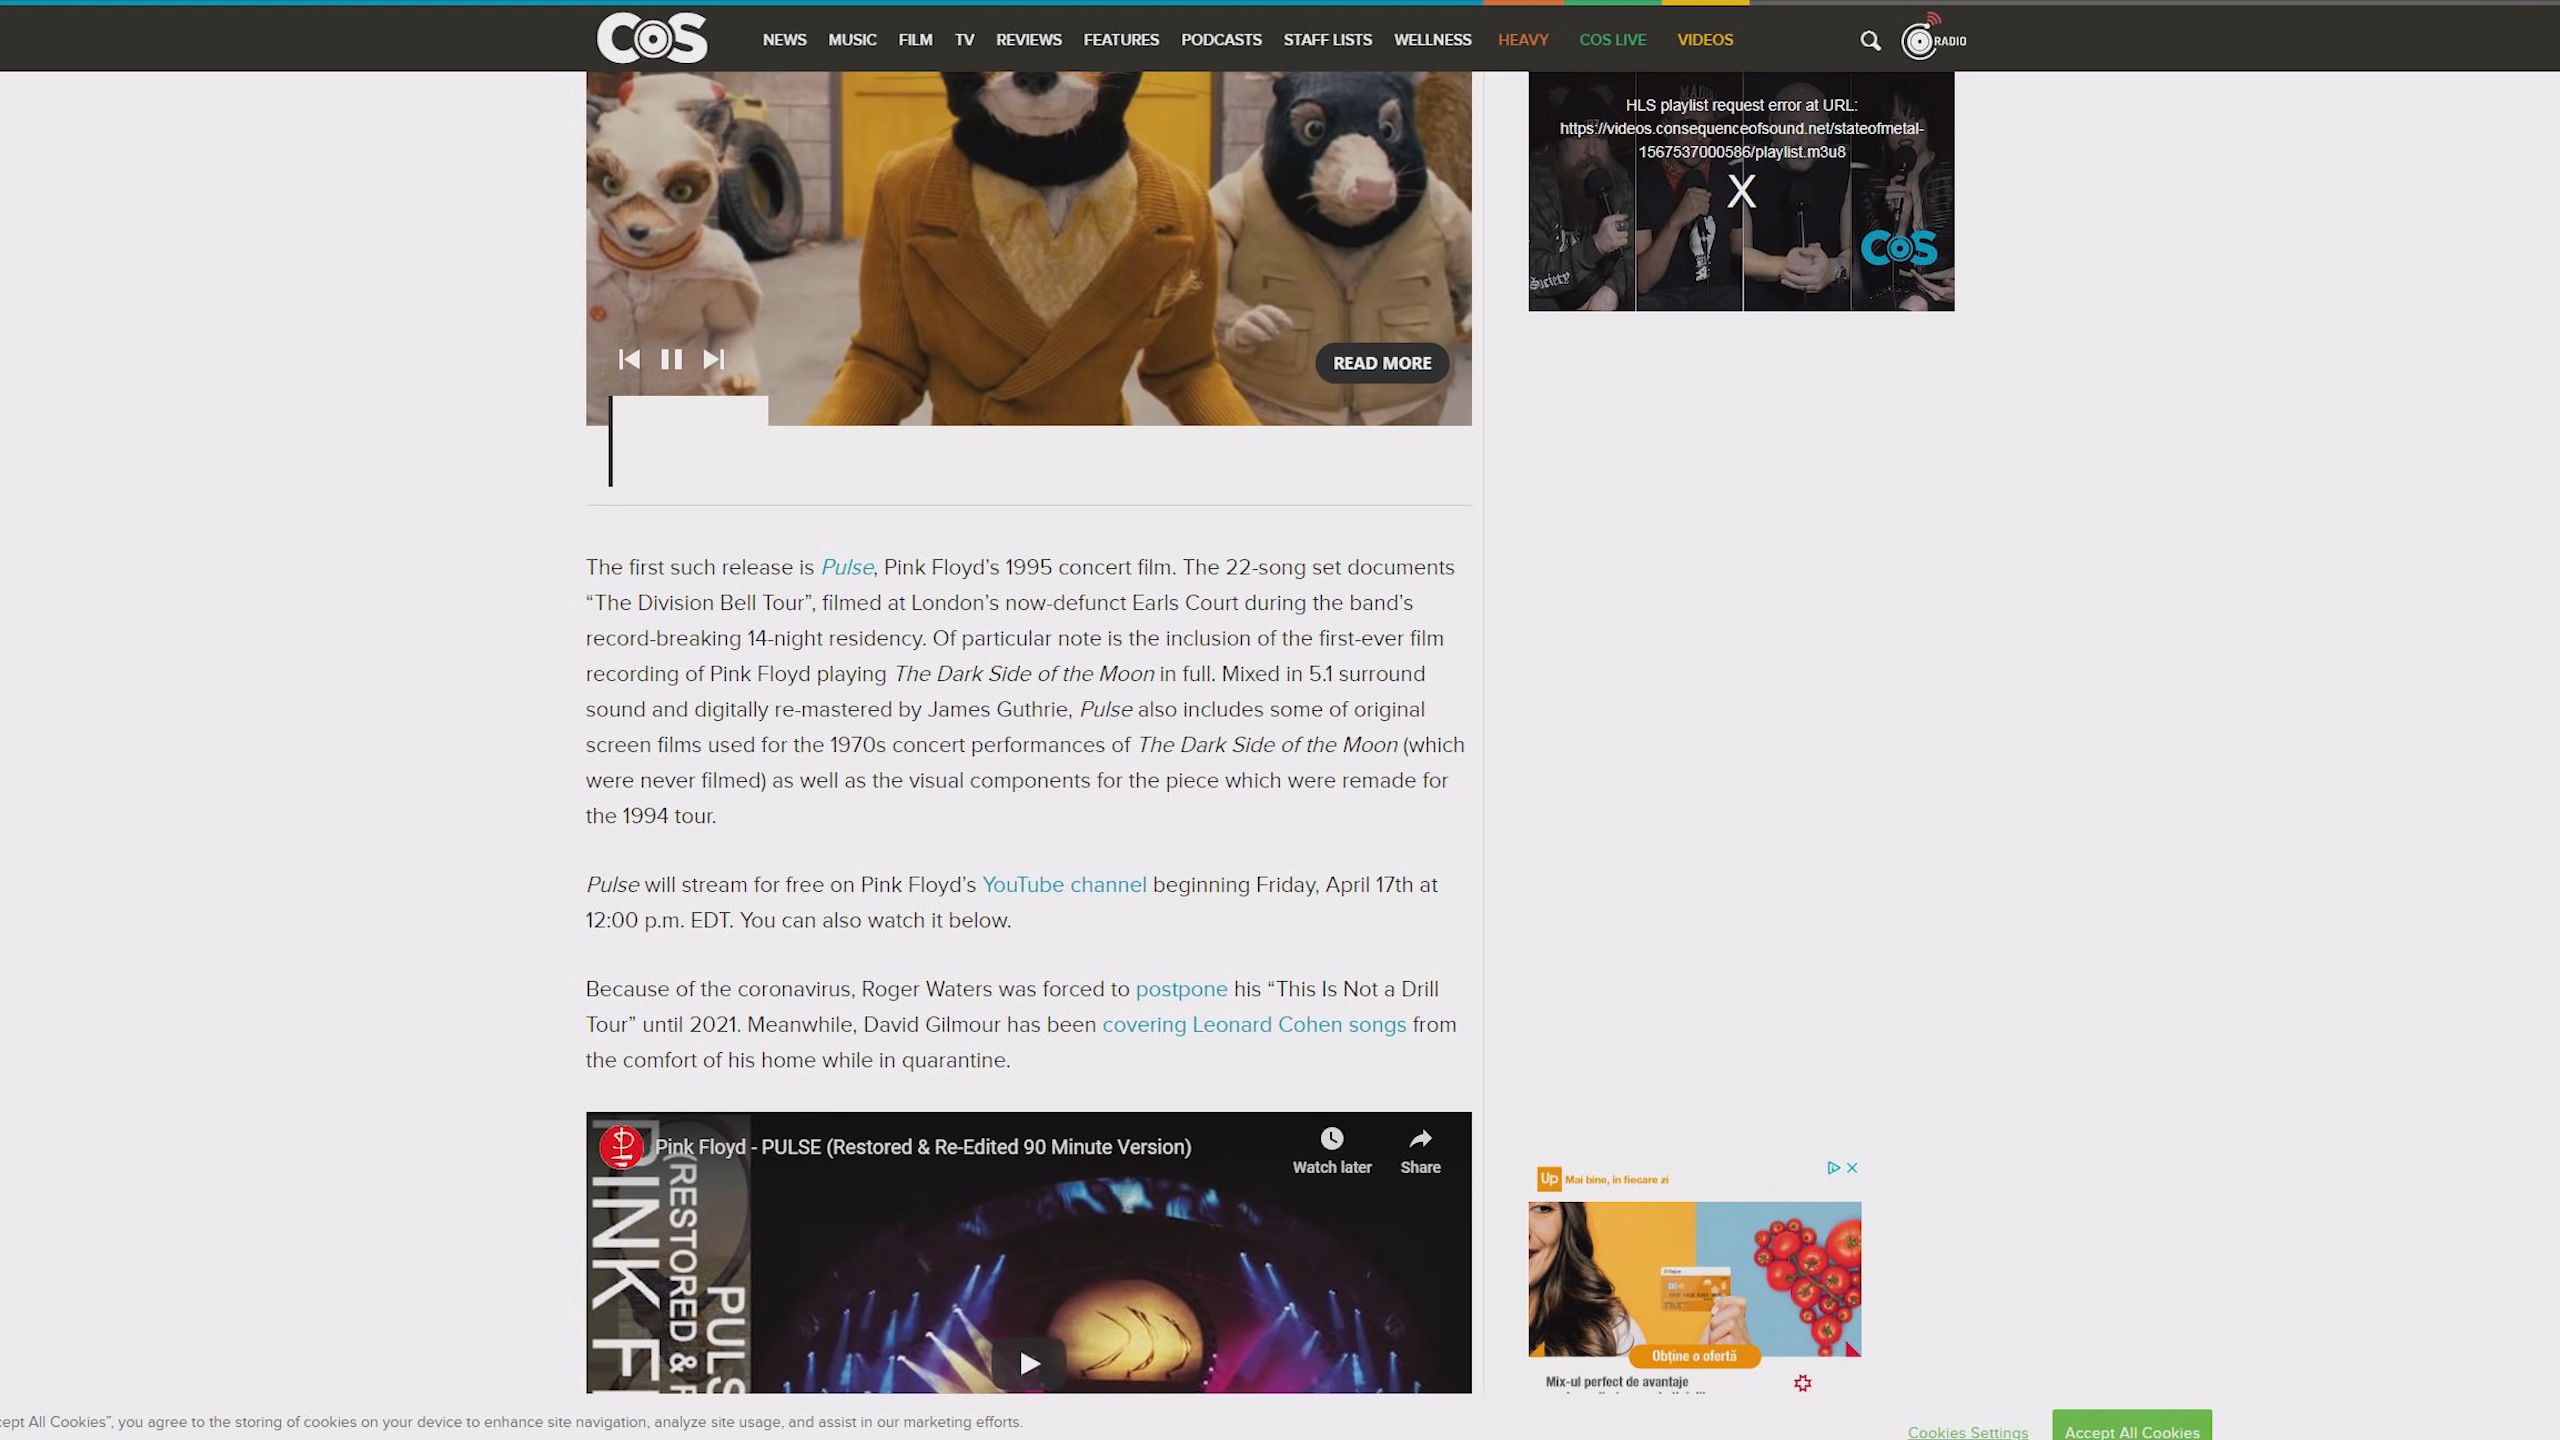 COS
NEWS MUSIC FILM TV REVIEWS FEATURES PODCASTS STAFF LISTS WELLNESS HEAVY COS LIVE VIDEOS
RADIO
HLS playlist request error at URL:
https://videos.consequenceofsound.net/stateofmetal-
1567537000586/playlist.m3u8
X
Society
COS
READ MORE
The first such release is Pulse, Pink Floyd’s 1995 concert film. The 22-song set documents
“The Division Bell Tour”, filmed at London’s now-defunct Earls Court during the band’s
record-breaking 14-night residency. Of particular note is the inclusion of the first-ever film
recording of Pink Floyd playing The Dark Side of the Moon in full. Mixed in 5.1 surround
sound and digitally re-mastered by James Guthrie, Pulse also includes some of original
screen films used for the 1970s concert performances of The Dark Side of the Moon (which
were never filmed) as well as the visual components for the piece which were remade for
the 1994 tour.
Pulse will stream for free on Pink Floyd’s YouTube channel beginning Friday, April 17th at
12:00 p.m. EDT. You can also watch it below.
Because of the coronavirus, Roger Waters was forced to postpone his “This Is Not a Drill
Tour” until 2021. Meanwhile, David Gilmour has been covering Leonard Cohen songs from
the comfort of his home while in quarantine.
Pink Floyd - PULSE (Restored & Re-Edited 90 Minute Version)
Watch later
Share
PINK F
(RESTORED & R
PULS
Up Mai bine, în fiecare zi
Obține o ofertă
Mix-ul perfect de avantaje
cept All Cookies”, you agree to the storing of cookies on your device to enhance site navigation, analyze site usage, and assist in our marketing efforts.
Cookies Settings
Accept All Cookies